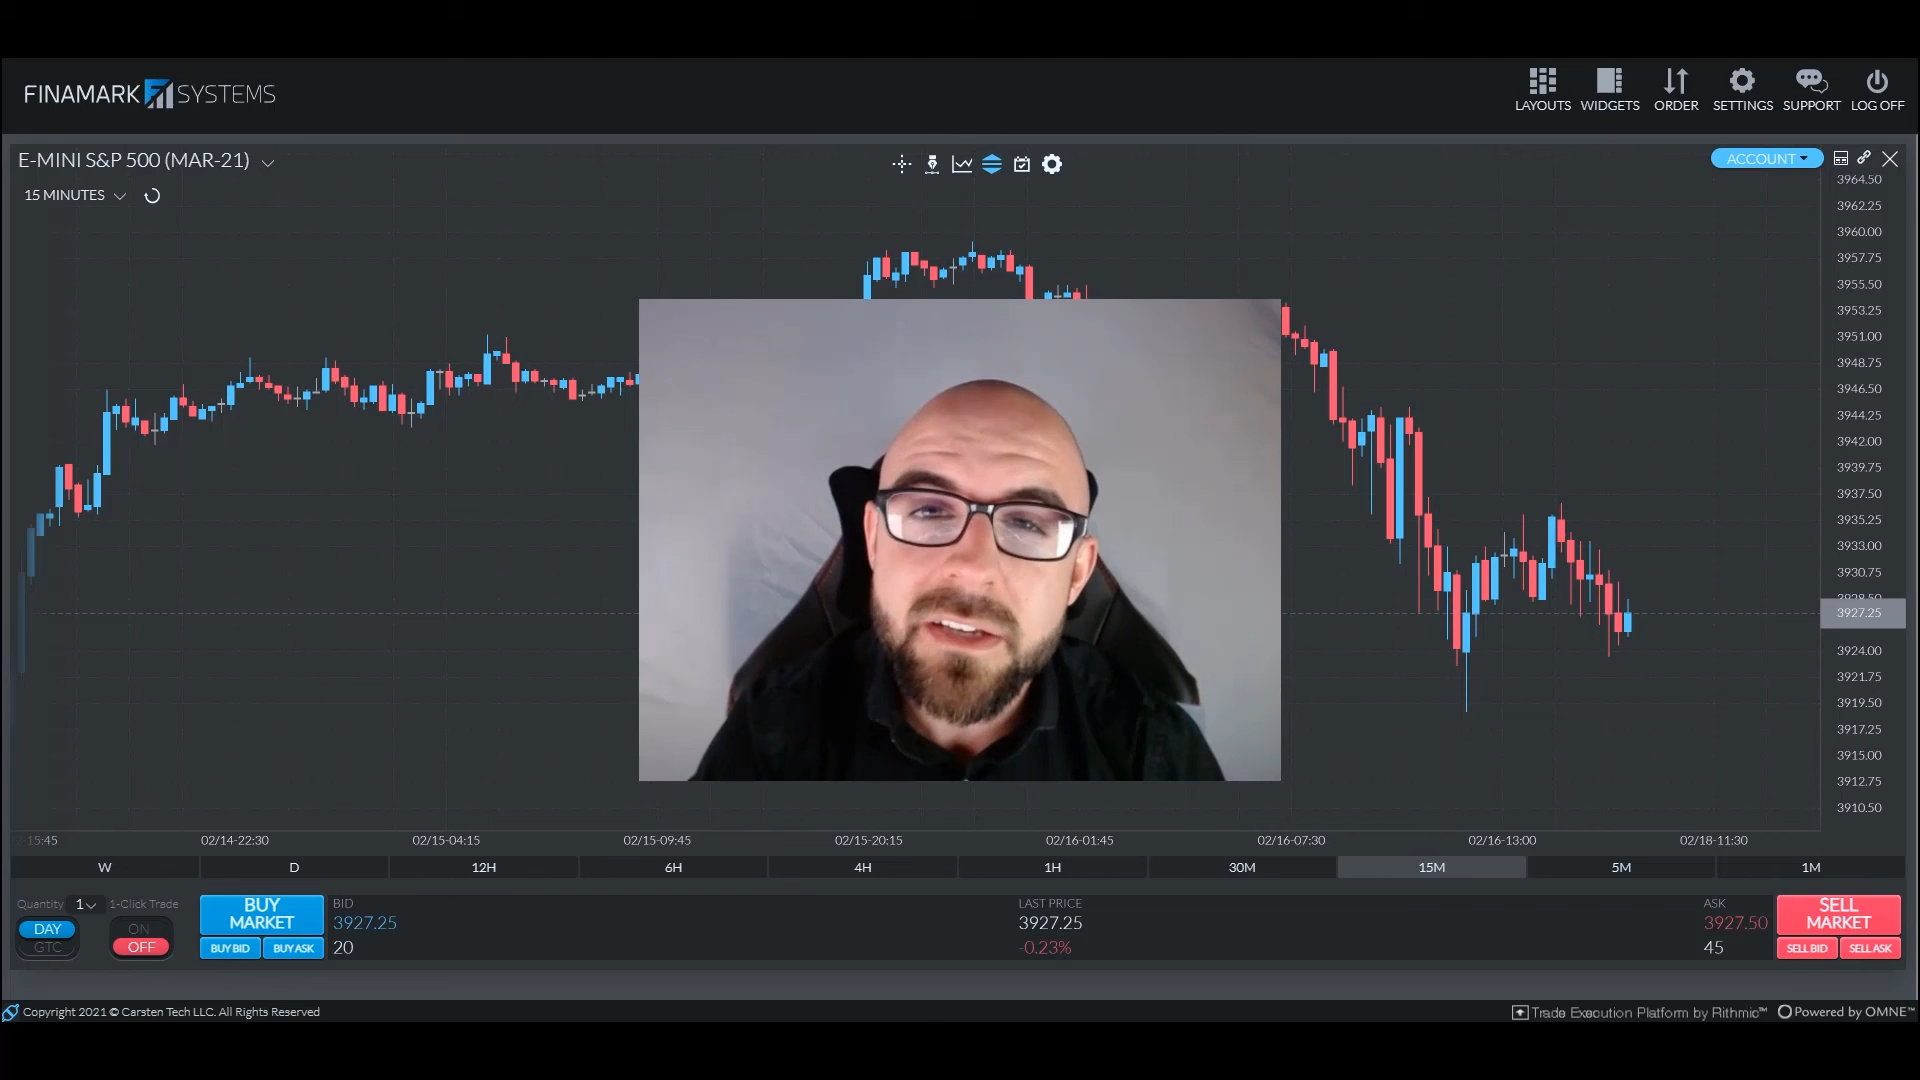 FINAMARK SYSTEMS
LAYOUTS WIDGETS ORDER SETTINGS SUPPORT LOG OFF
E-MINI S&P 500 (MAR-21)
ACCOUNT
15 MINUTES
3964.50
3962.25
3960.00
3957.75
3955.50
3953.25
3951.00
3948.75
3946.50
3944.25
3942.00
3939.75
3937.50
3935.25
3933.00
3930.75
3928.50
3927.25
3924.00
3921.75
3919.50
3917.25
3915.00
3912.75
3910.50
-15:45 02/14-22:30 02/15-04:15 02/15-09:45 02/15-20:15 02/16-01:45 02/16-07:30 02/16-13:00 02/18-11:30
W D 12H 6H 4H 1H 30M 15M 5M 1M
Quantity 1 1-Click Trade
DAY
GTC
ON
OFF
BUY
MARKET
BUY BID BUY ASK
BID
3927.25
20
LAST PRICE
3927.25
-0.23%
ASK
3927.50
45
SELL
MARKET
SELL BID SELL ASK
Copyright 2021 © Carsten Tech LLC. All Rights Reserved
Trade Execution Platform by Rithmic™ Powered by OMNE™